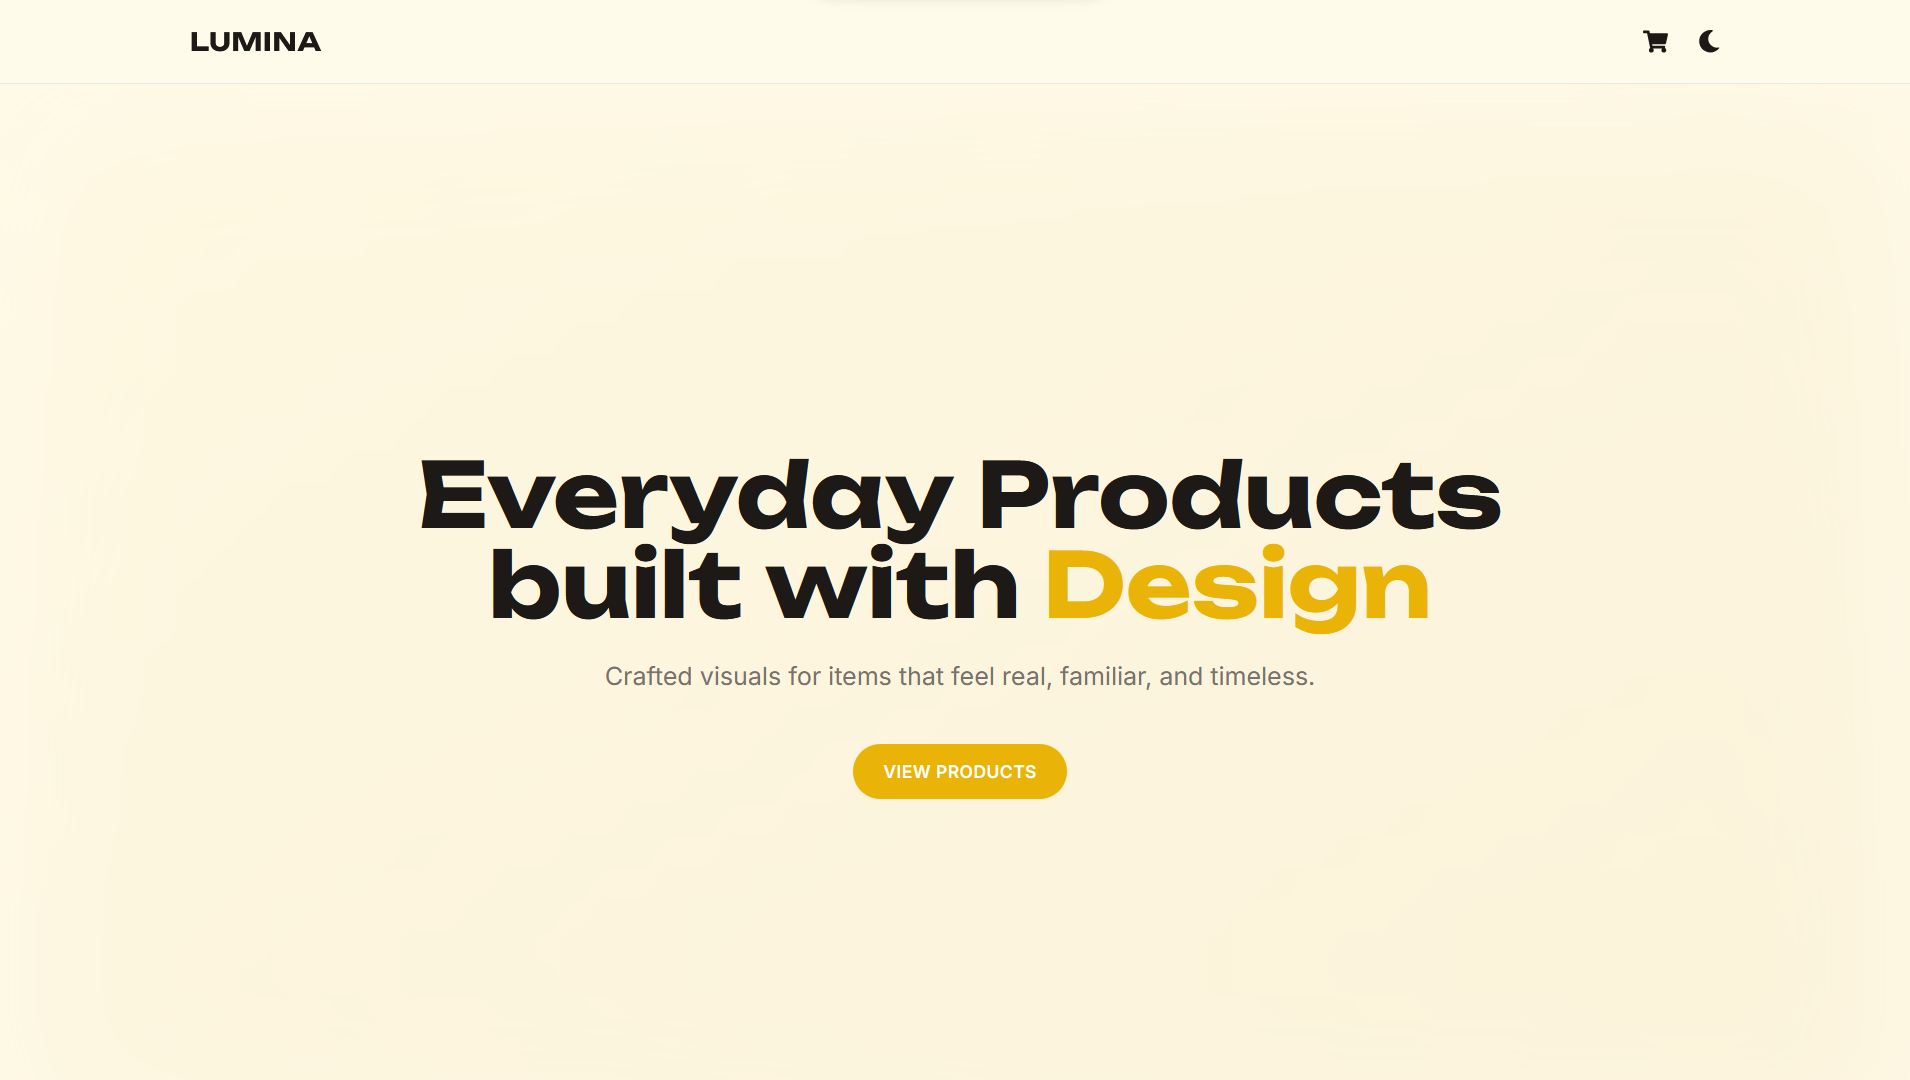 LUMINA
Everyday Products
built with Design
Crafted visuals for items that feel real, familiar, and timeless.
VIEW PRODUCTS